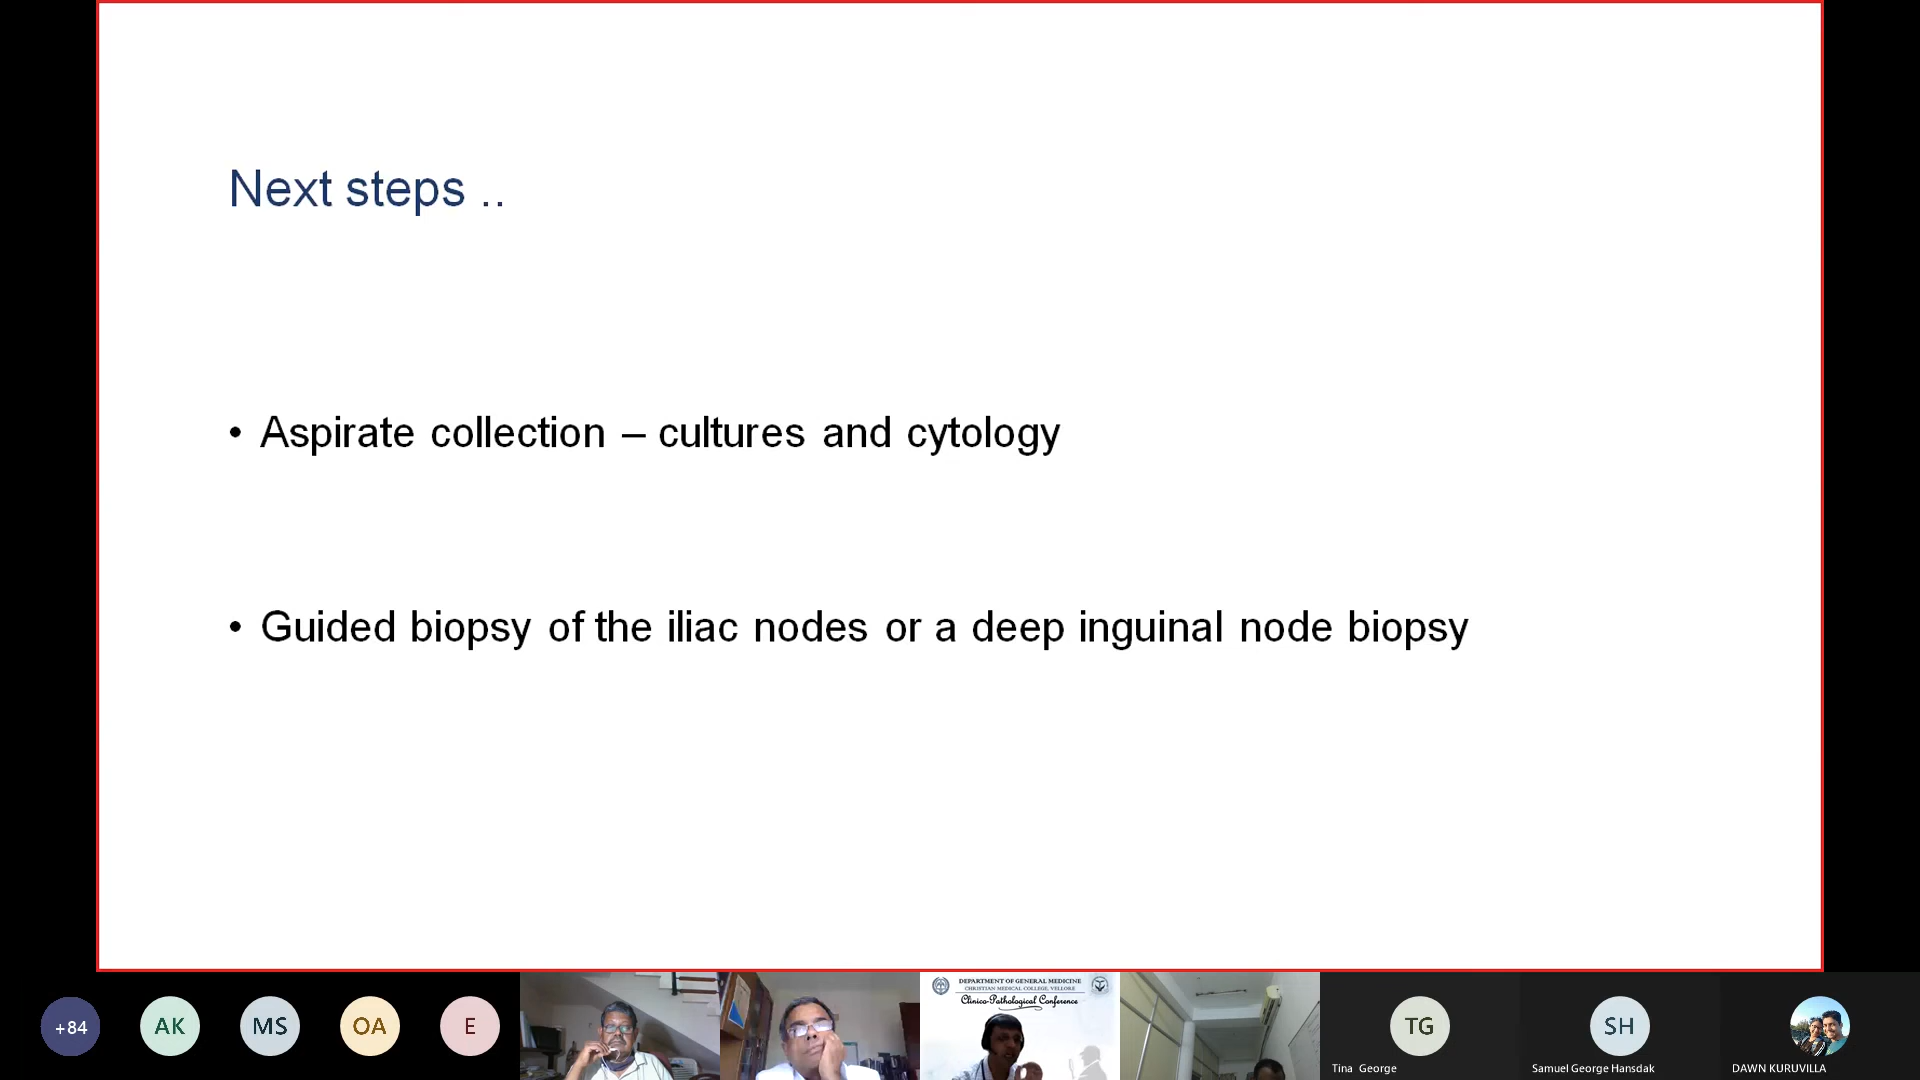 Next steps ..
• Aspirate collection – cultures and cytology
• Guided biopsy of the iliac nodes or a deep inguinal node biopsy
+84
AK
MS
OA
E
DEPARTMENT OF GENERAL MEDICINE
CHRISTIAN MEDICAL COLLEGE, VELLORE
Clinico-Pathological Conference
TG
Tina George
SH
Samuel George Hansdak
DAWN KURUVILLA